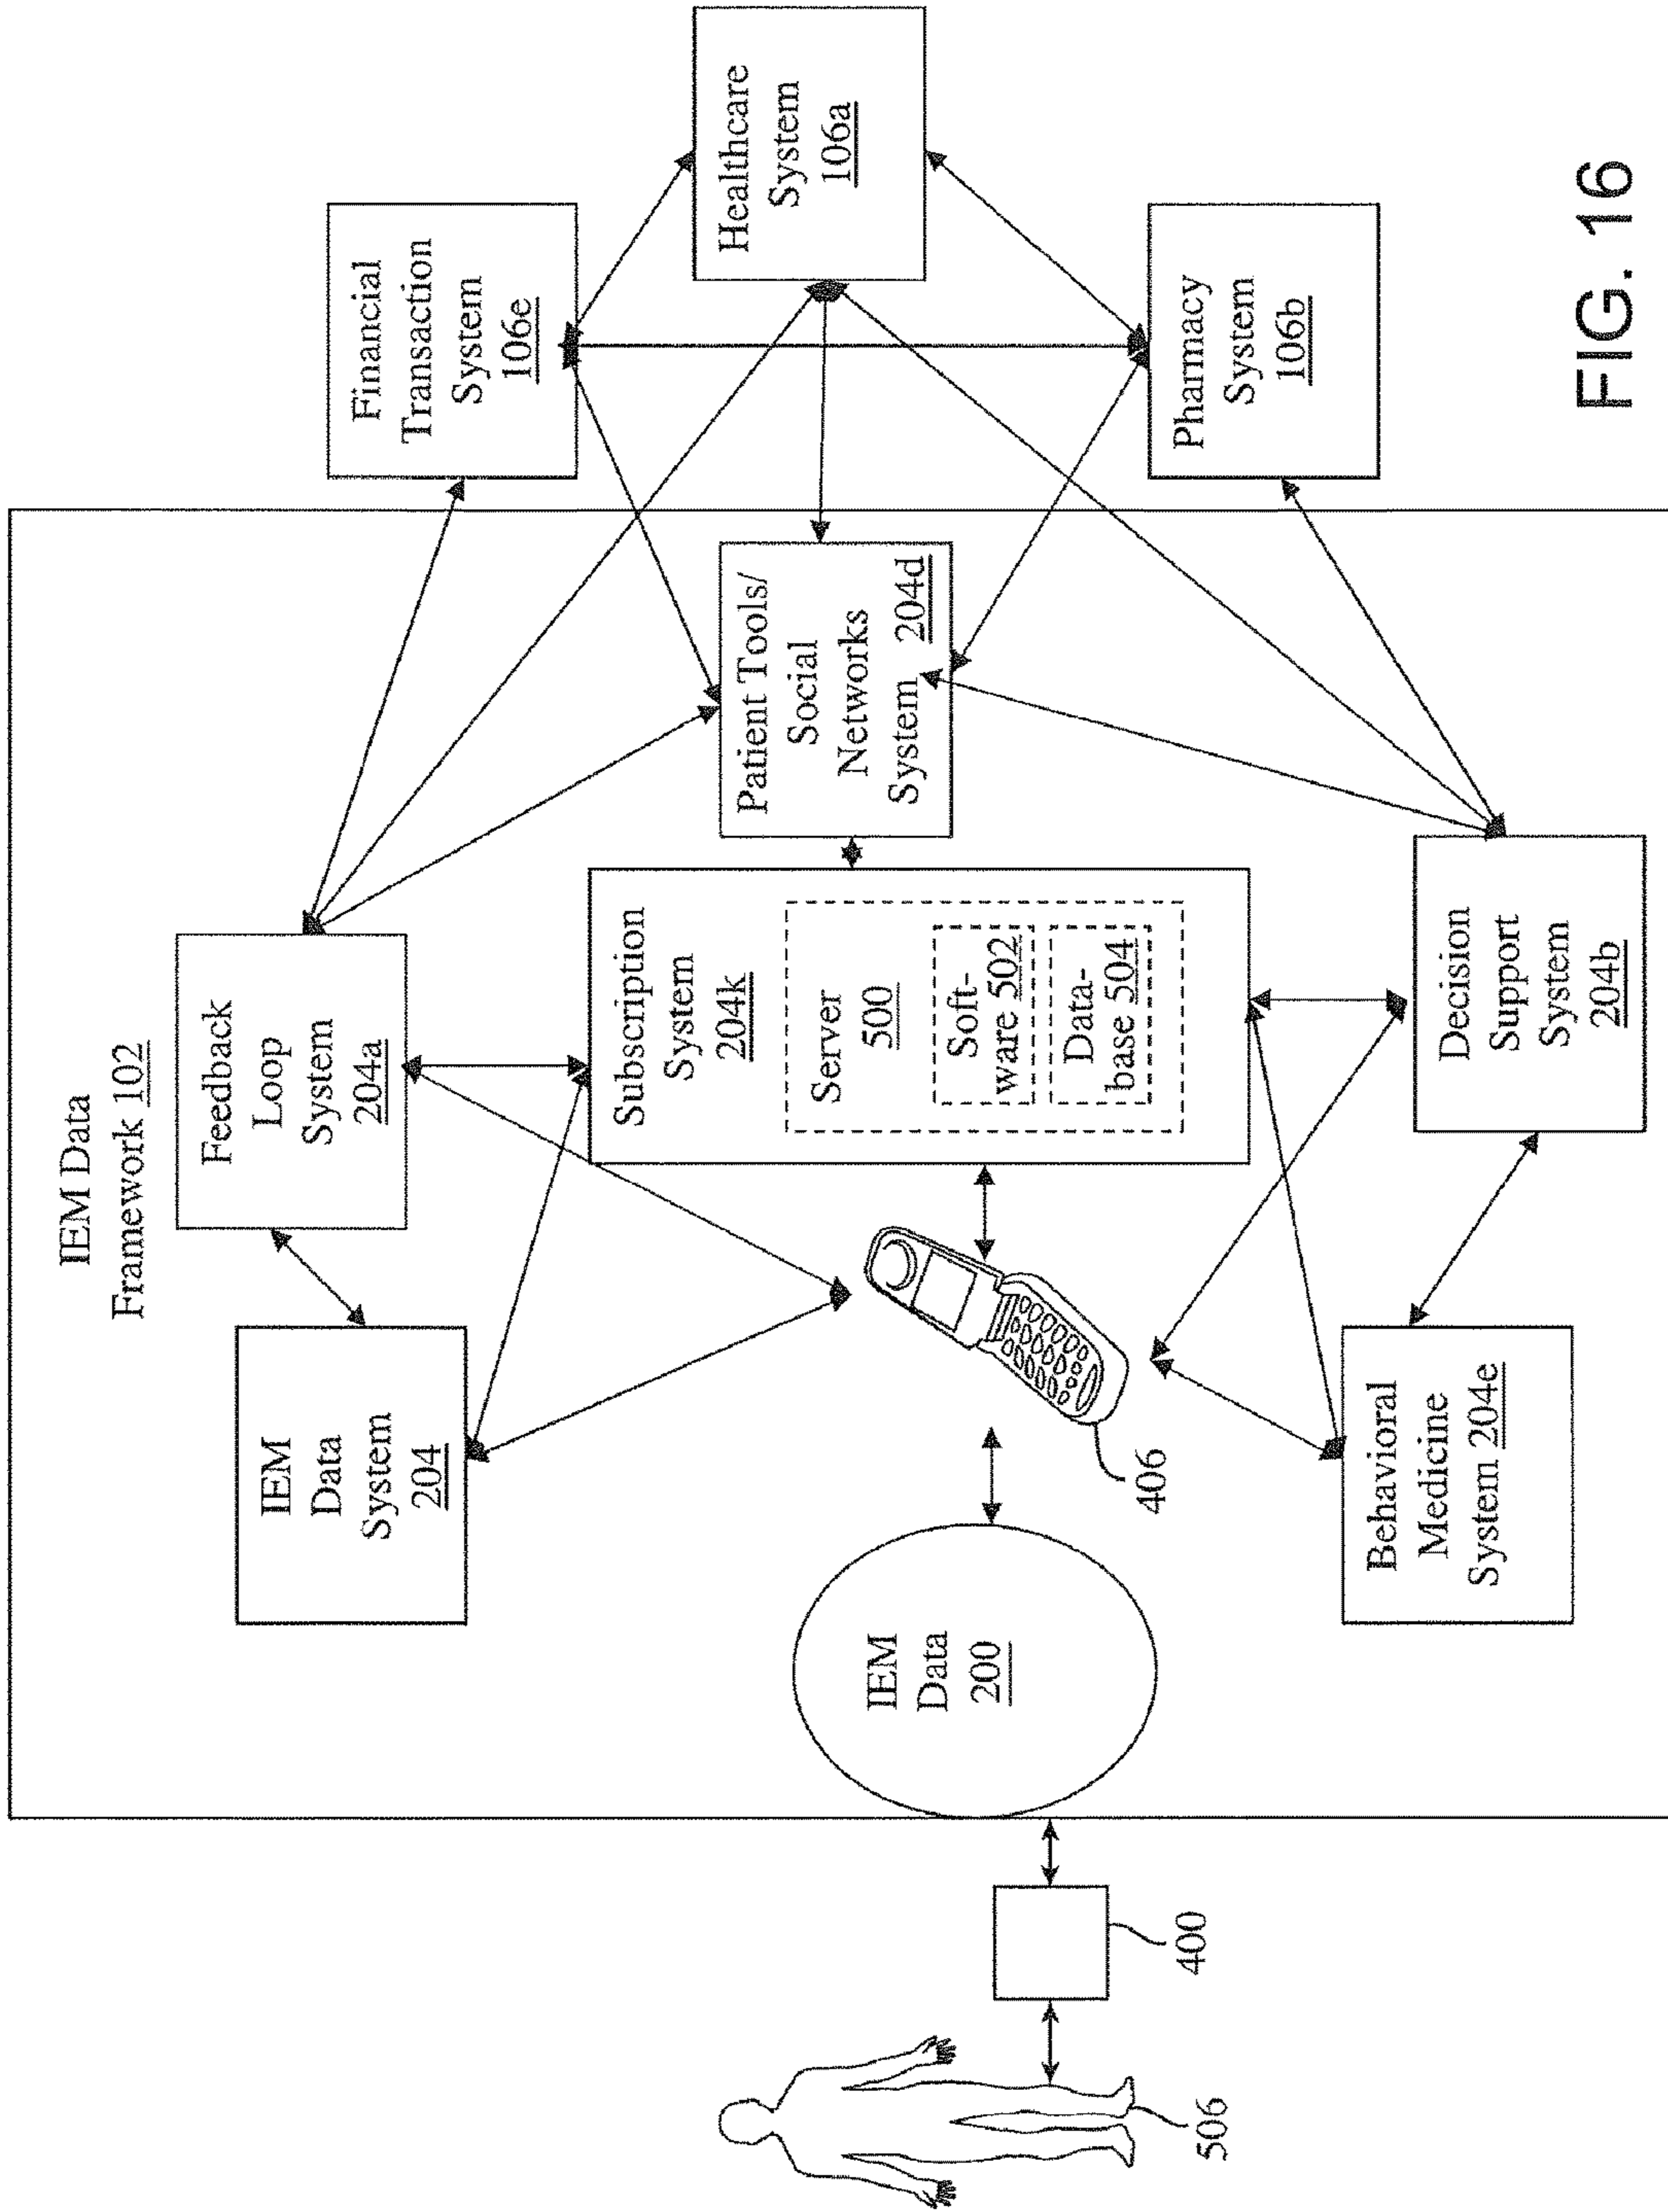 IEM Data
Framework 102
IEM
Data
System
204
Feedback
Loop
System
204a
Financial
Transaction
System
106e
Healthcare
System
106a
Patient Tools/
Social
Networks
System 204d
Subscription
System
204k
Server
500
Soft-
ware 502
Data-
base 504
IEM
Data
200
406
400
506
Behavioral
Medicine
System 204e
Decision
Support
System
204b
Pharmacy
System
106b
FIG. 16